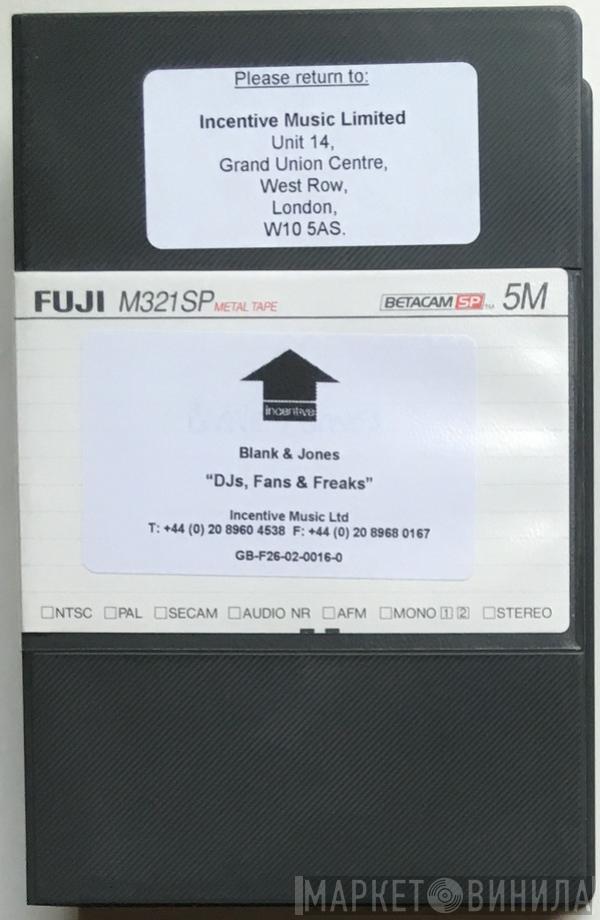 Please return to:
Incentive Music Limited
Unit 14,
Grand Union Centre,
West Row,
London,
W10 5AS.
FUJI M321SP METAL TAPE BETACAM SP TM 5M
incentive
Blank & Jones
“DJs, Fans & Freaks”
Incentive Music Ltd
T: +44 (0) 20 8960 4538 F: +44 (0) 20 8968 0167
GB-F26-02-0016-0
NTSC PAL SECAM AUDIO NR AFM MONO 1 2 STEREO
МАРКЕТ ВИНИЛА